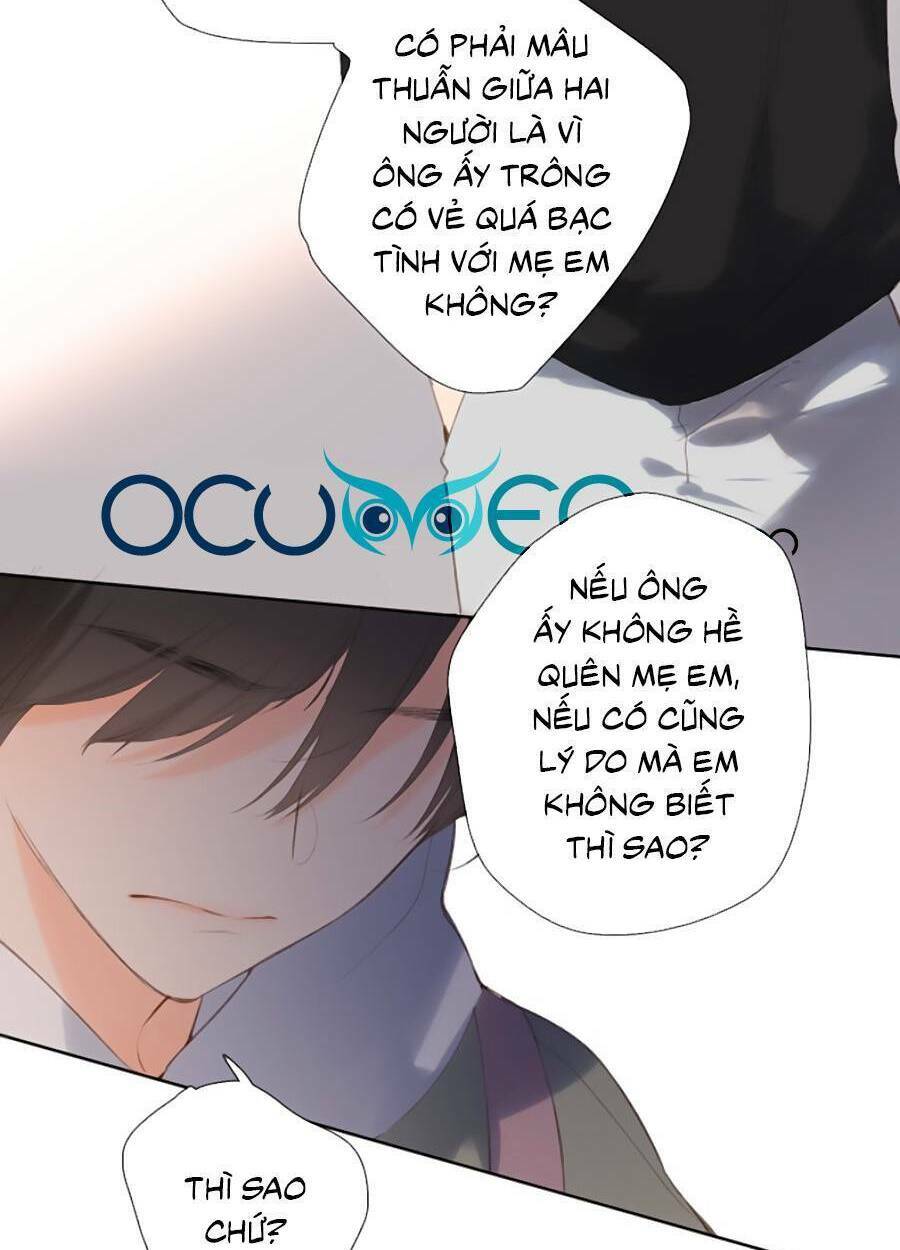 CÓ PHẢI MÂU
THUẪN GIỮA HAI
NGƯỜI LÀ VÌ
ÔNG ẤY TRÔNG
CÓ VẺ QUÁ BẠC
TÌNH VỚI MẸ EM
KHÔNG?
OCUMEO
NẾU ÔNG
ẤY KHÔNG HỀ
QUÊN MẸ EM,
NẾU CÓ CŨNG
LÝ DO MÀ EM
KHÔNG BIẾT
THÌ SAO?
THÌ SAO
CHỨ?